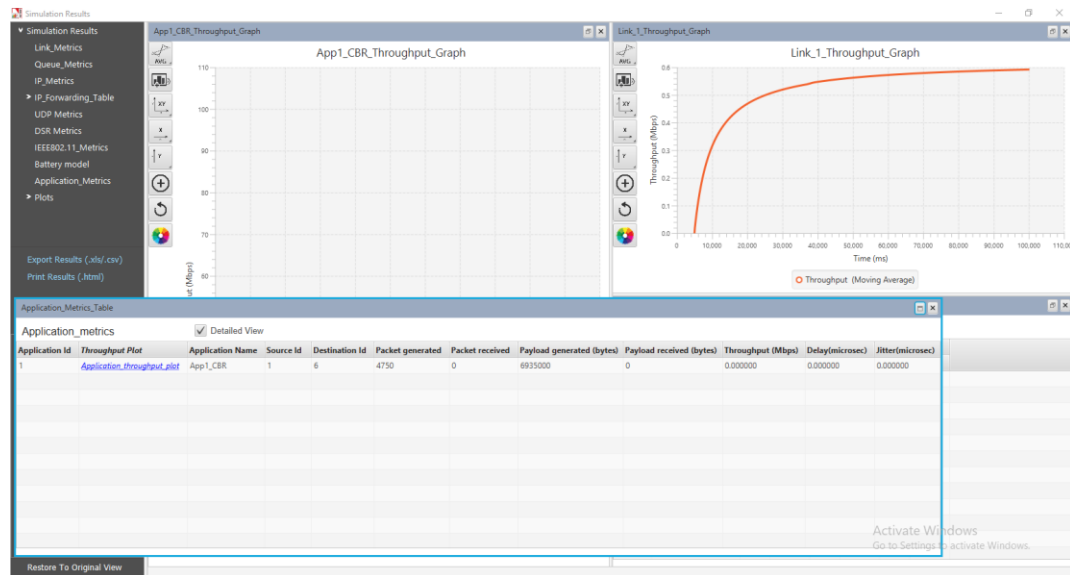 Simulation Results
Simulation Results
Link_Metrics
Queue_Metrics
IP_Metrics
IP_Forwarding_Table
UDP Metrics
DSR Metrics
IEEE802.11_Metrics
Battery model
Application_Metrics
Plots
Export Results (.xls/.csv)
Print Results (.html)
Restore To Original View
App1_CBR_Throughput_Graph
App1_CBR_Throughput_Graph
AVG
XY
X
Y
110
100
90
80
70
60
Link_1_Throughput_Graph
Link_1_Throughput_Graph
AVG
XY
X
Y
Throughput (Mbps)
0.6
0.5
0.4
0.3
0.2
0.1
0.0
0 10,000 20,000 30,000 40,000 50,000 60,000 70,000 80,000 90,000 100,000
Time (ms)
Throughput (Moving Average)
Application_Metrics_Table
Application_metrics Detailed View
Application Id Throughput Plot Application Name Source Id Destination Id Packet generated Packet received Payload generated (bytes) Payload received (bytes) Throughput (Mbps) Delay(microsec) Jitter(microsec)
1 Application_throughput_plot App1_CBR 1 6 4750 0 6935000 0 0.000000 0.000000 0.000000
Activate Windows
Go to Settings to activate Windows.